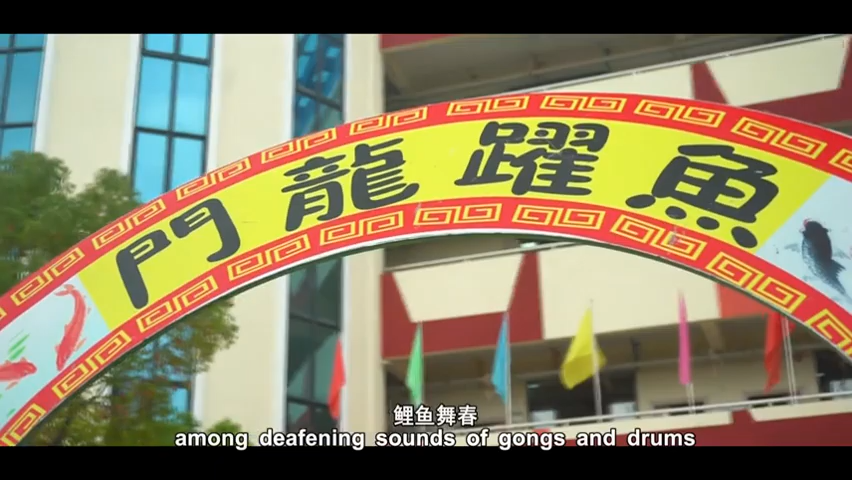 魚躍龍門
鲤鱼舞春
among deafening sounds of gongs and drums